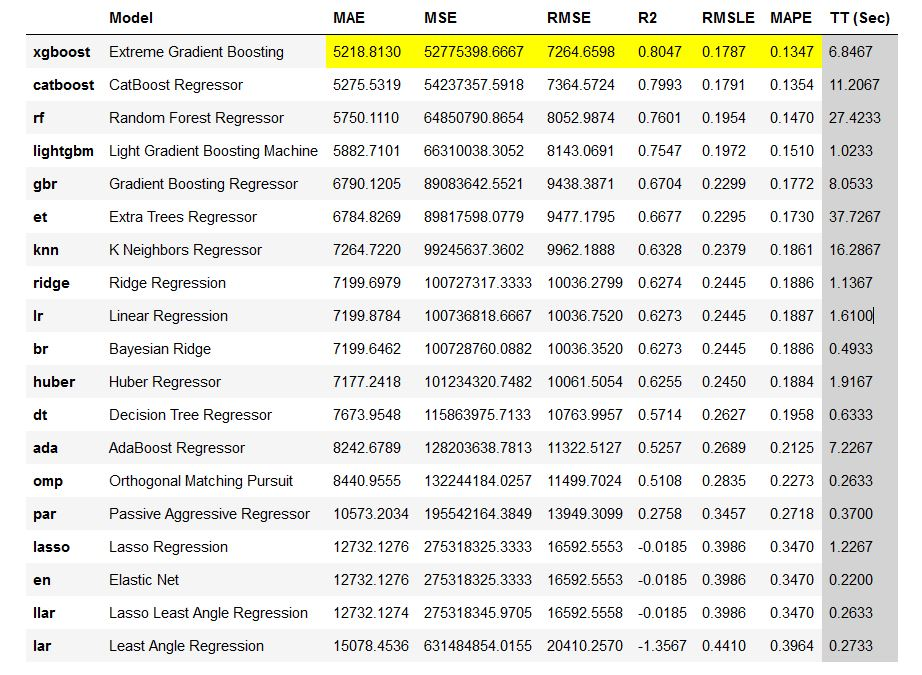 Model MAE MSE RMSE R2 RMSLE MAPE TT (Sec)
xgboost Extreme Gradient Boosting 5218.8130 52775398.6667 7264.6598 0.8047 0.1787 0.1347 6.8467
catboost CatBoost Regressor 5275.5319 54237357.5918 7364.5724 0.7993 0.1791 0.1354 11.2067
rf Random Forest Regressor 5750.1110 64850790.8654 8052.9874 0.7601 0.1954 0.1470 27.4233
lightgbm Light Gradient Boosting Machine 5882.7101 66310038.3052 8143.0691 0.7547 0.1972 0.1510 1.0233
gbr Gradient Boosting Regressor 6790.1205 89083642.5521 9438.3871 0.6704 0.2299 0.1772 8.0533
et Extra Trees Regressor 6784.8269 89817598.0779 9477.1795 0.6677 0.2295 0.1730 37.7267
knn K Neighbors Regressor 7264.7220 99245637.3602 9962.1888 0.6328 0.2379 0.1861 16.2867
ridge Ridge Regression 7199.6979 100727317.3333 10036.2799 0.6274 0.2445 0.1886 1.1367
lr Linear Regression 7199.8784 100736818.6667 10036.7520 0.6273 0.2445 0.1887 1.6100
br Bayesian Ridge 7199.6462 100728760.0882 10036.3520 0.6273 0.2445 0.1886 0.4933
huber Huber Regressor 7177.2418 101234320.7482 10061.5054 0.6255 0.2450 0.1884 1.9167
dt Decision Tree Regressor 7673.9548 115863975.7133 10763.9957 0.5714 0.2627 0.1958 0.6333
ada AdaBoost Regressor 8242.6789 128203638.7813 11322.5127 0.5257 0.2689 0.2125 7.2267
omp Orthogonal Matching Pursuit 8440.9555 132244184.0257 11499.7024 0.5108 0.2835 0.2273 0.2633
par Passive Aggressive Regressor 10573.2034 195542164.3849 13949.3099 0.2758 0.3457 0.2718 0.3700
lasso Lasso Regression 12732.1276 275318325.3333 16592.5553 -0.0185 0.3986 0.3470 1.2267
en Elastic Net 12732.1276 275318325.3333 16592.5553 -0.0185 0.3986 0.3470 0.2200
llar Lasso Least Angle Regression 12732.1274 275318345.9705 16592.5558 -0.0185 0.3986 0.3470 0.2633
lar Least Angle Regression 15078.4536 631484854.0155 20410.2570 -1.3567 0.4410 0.3964 0.2733